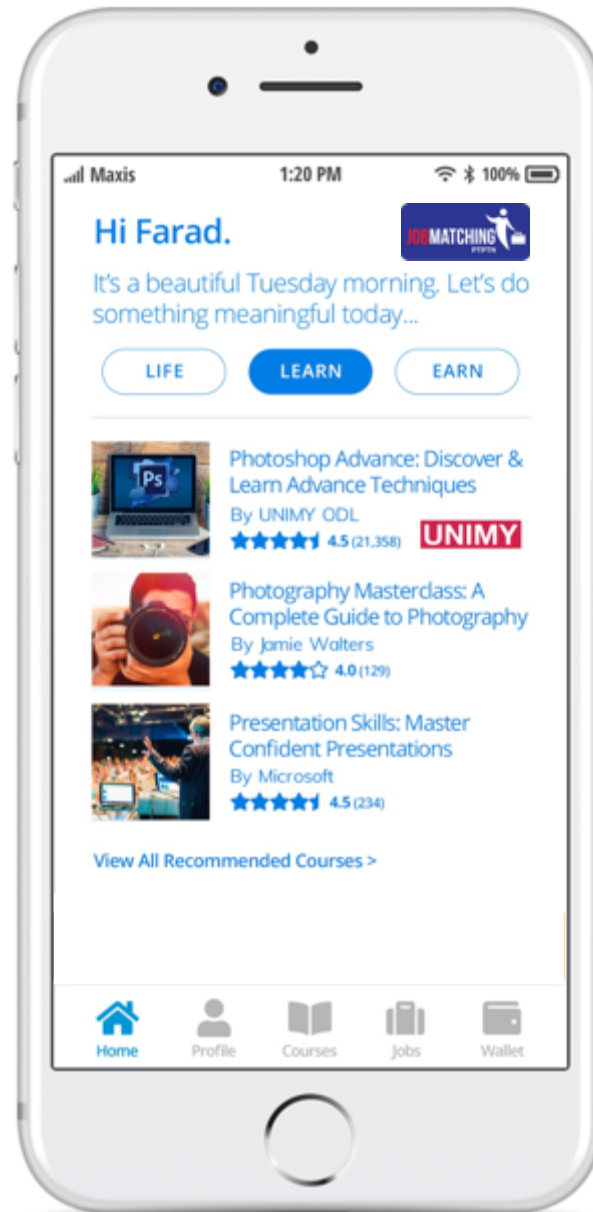 Maxis 1:20 PM 100%
Hi Farad.
JOBMATCHING
PTPTN
It's a beautiful Tuesday morning. Let's do
something meaningful today...
LIFE LEARN EARN
Ps
Photoshop Advance: Discover &
Learn Advance Techniques
By UNIMY ODL
4.5 (21,358)
UNIMY
Photography Masterclass: A
Complete Guide to Photography
By Jamie Walters
4.0 (129)
Presentation Skills: Master
Confident Presentations
By Microsoft
4.5 (234)
View All Recommended Courses >
Home Profile Courses Jobs Wallet